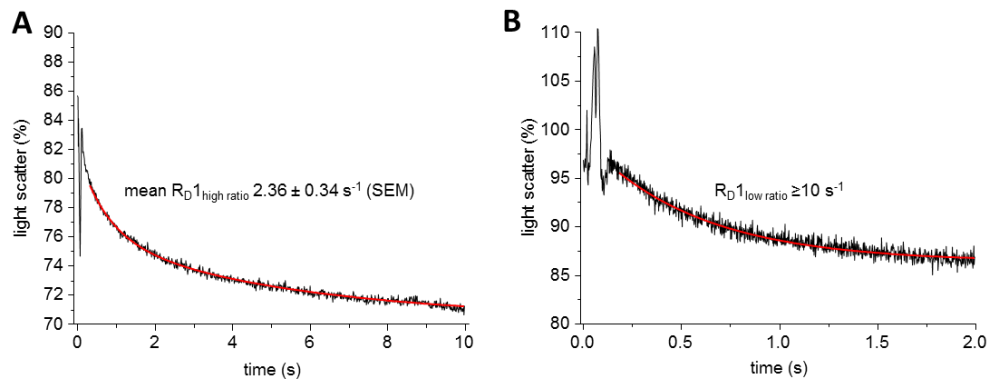 A
90
88
86
84
82
80
78
76
74
72
70
light scatter (%)
mean RD1high ratio 2.36 ± 0.34 s-1 (SEM)
0 2 4 6 8 10
time (s)
B
110
105
100
95
90
85
80
light scatter (%)
RD1low ratio ≥10 s-1
0.0 0.5 1.0 1.5 2.0
time (s)